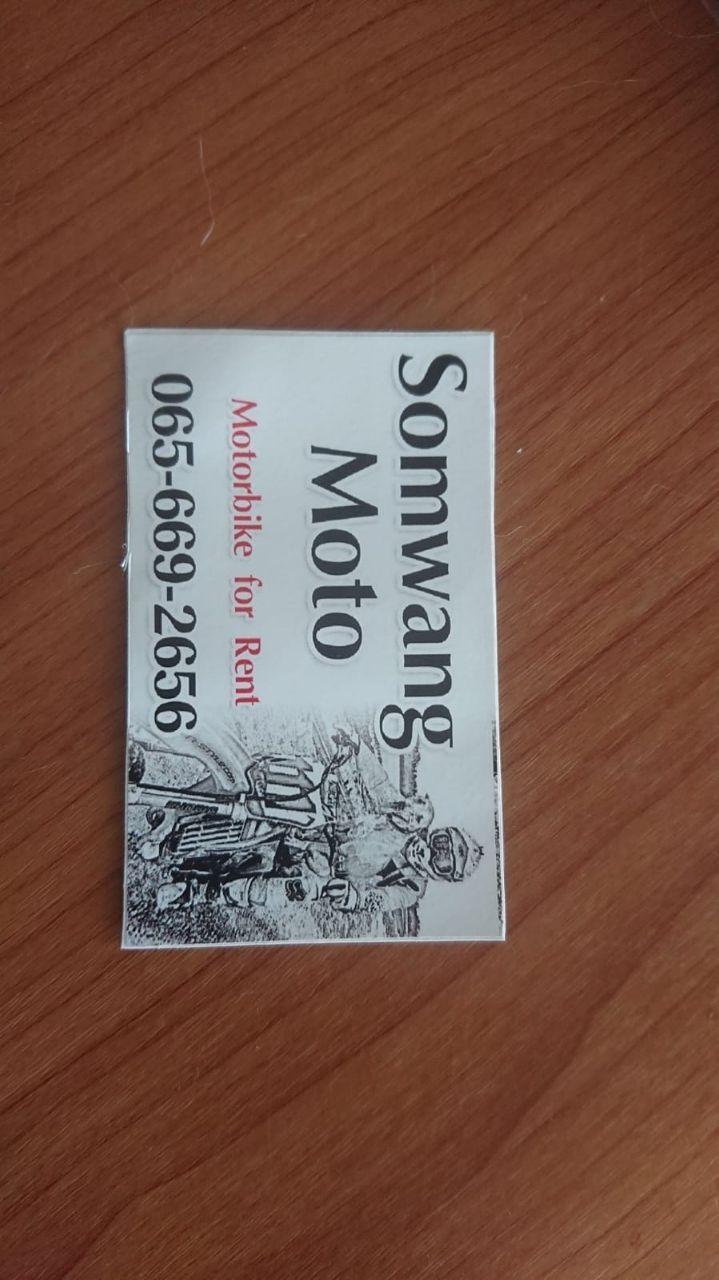 Somwang
Moto
Motorbike for Rent
065-669-2656